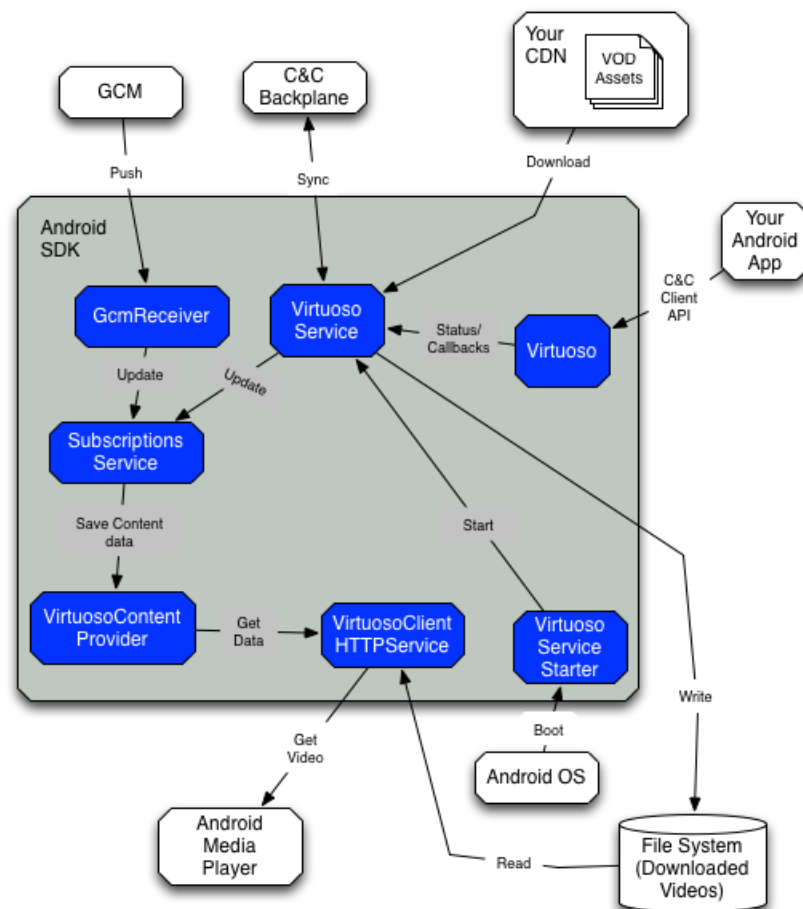 Your
CDN
VOD
Assets
GCM
C&C
Backplane
Push
Sync
Download
Android
SDK
Your
Android
App
C&C
Client
API
GcmReceiver
Virtuoso
Service
Status/
Callbacks
Virtuoso
Update
Update
Subscriptions
Service
Save Content
data
Start
VirtuosoContent
Provider
Get
Data
VirtuosoClient
HTTPService
Virtuoso
Service
Starter
Write
Get
Video
Boot
Android OS
Android
Media
Player
Read
File System
(Downloaded
Videos)